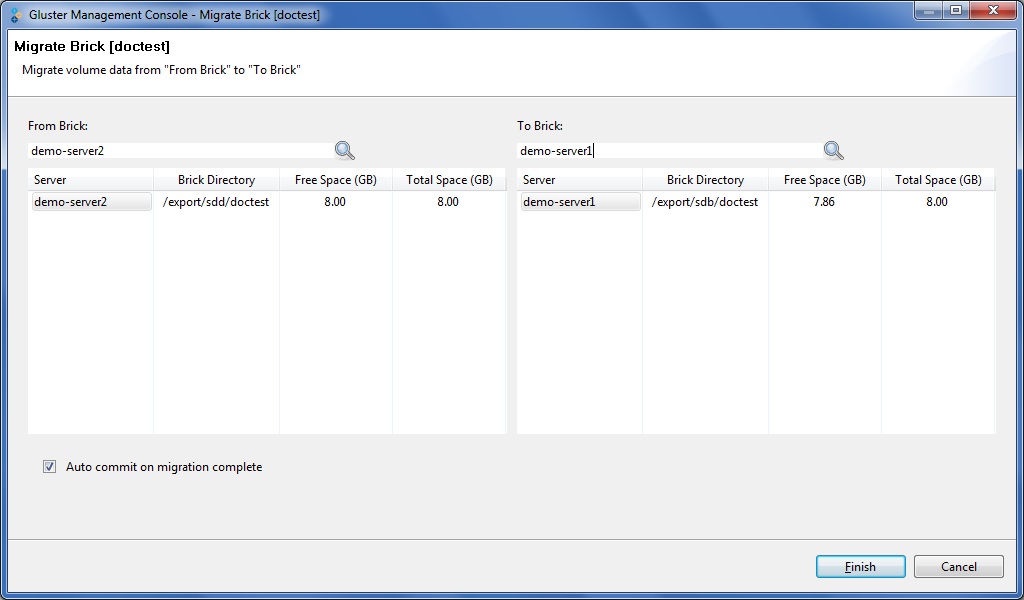 Gluster Management Console - Migrate Brick [doctest]
Migrate Brick [doctest]
Migrate volume data from "From Brick" to "To Brick"
From Brick:
demo-server2
Server Brick Directory Free Space (GB) Total Space (GB)
demo-server2 /export/sdd/doctest 8.00 8.00
To Brick:
demo-server1
Server Brick Directory Free Space (GB) Total Space (GB)
demo-server1 /export/sdb/doctest 7.86 8.00
Auto commit on migration complete
Finish Cancel